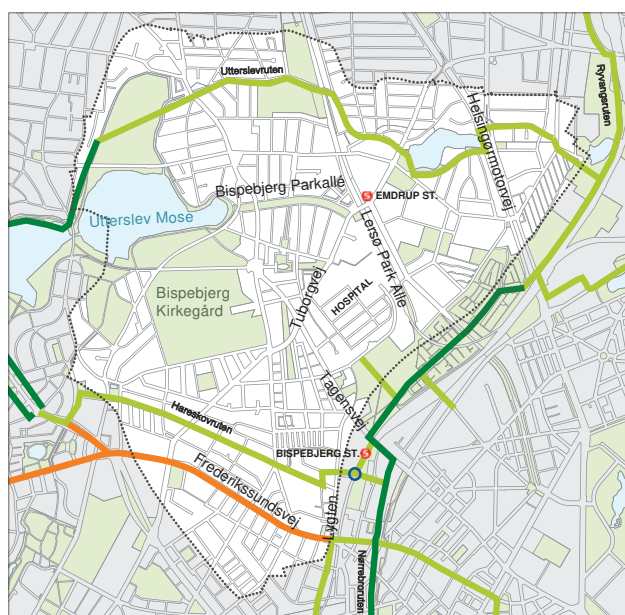 Utterslevruten
Ryvangsruten
Helsingørmotorvej
Bispebjerg Parkallé
S EMDRUP ST.
Utterslev Mose
Lersø Park Alle
Bispebjerg
Kirkegård
Tuborgvej
HOSPITAL
Tagensvej
Hareskovruten
BISPEBJERG ST. S
Frederikssundsvej
Lygten
Nørrebroruten